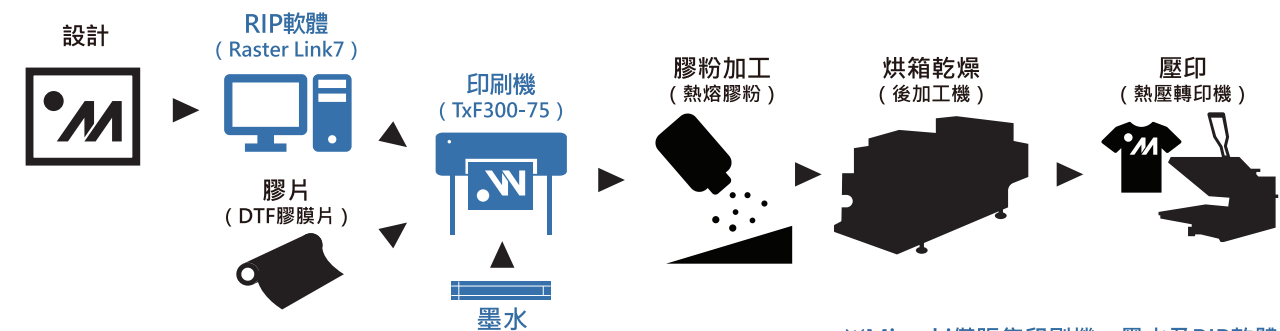 設計
RIP軟體
(Raster Link7)
印刷機
(TxF300-75)
膠片
(DTF膠膜片)
墨水
膠粉加工
(熱熔膠粉)
烘箱乾燥
(後加工機)
壓印
(熱壓轉印機)